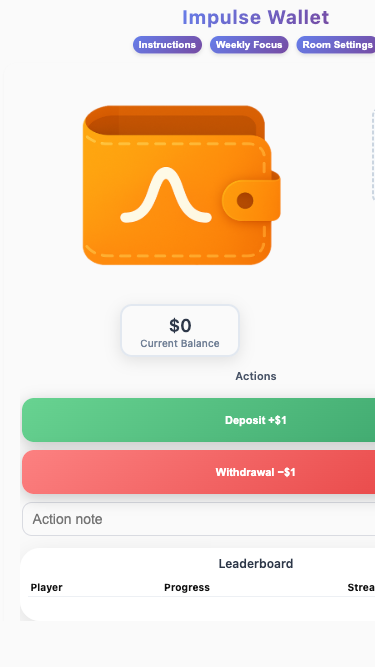 Impulse Wallet
Instructions Weekly Focus Room Settings
$0
Current Balance
Actions
Deposit +$1
Withdrawal −$1
Action note
Leaderboard
Player Progress Strea